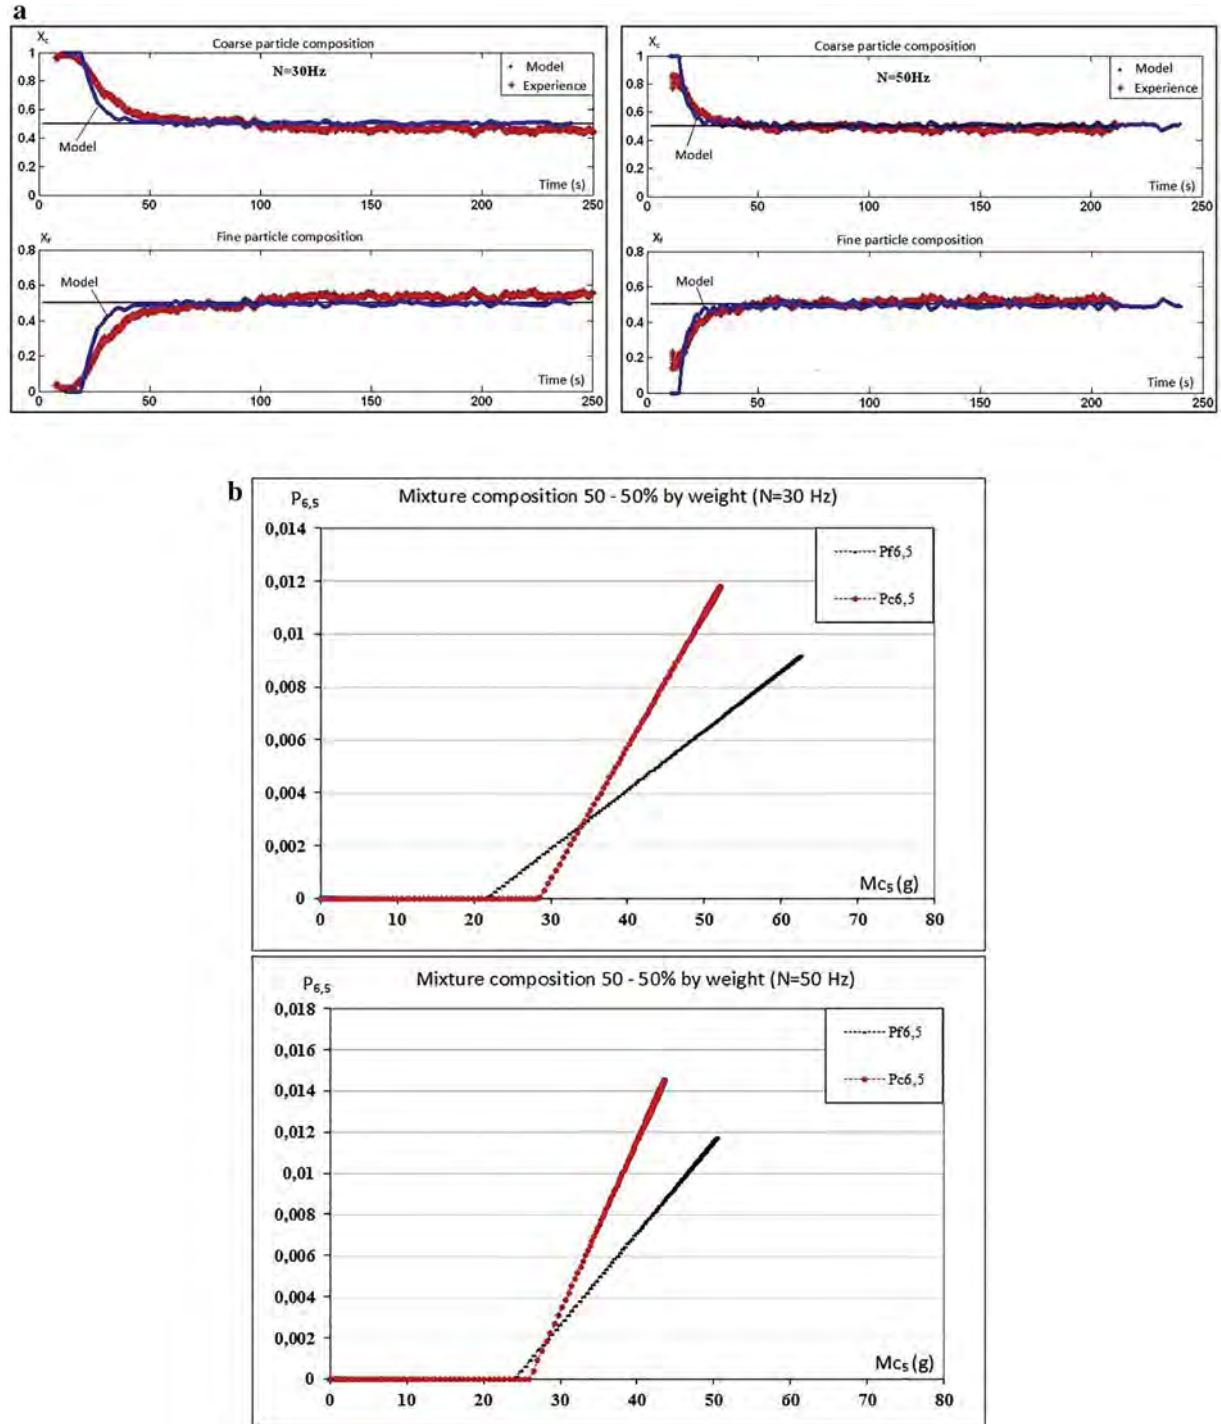 a
Xc
Coarse particle composition
N=30Hz
Model
Experience
1
0.8
0.6
0.4
0.2
0
Model
Time (s)
0 50 100 150 200 250
Xf
Fine particle composition
0.8
0.6
0.4
0.2
0
Model
Time (s)
0 50 100 150 200 250
Xc
Coarse particle composition
N=50Hz
Model
Experience
1
0.8
0.6
0.4
0.2
0
Model
Time (s)
0 50 100 150 200 250
Xf
Fine particle composition
0.8
0.6
0.4
0.2
0
Model
Time (s)
0 50 100 150 200 250
b
P6,5
Mixture composition 50 - 50% by weight (N=30 Hz)
0,014
0,012
0,01
0,008
0,006
0,004
0,002
0
Pf6,5
Pc6,5
Mc5 (g)
0 10 20 30 40 50 60 70 80
P6,5
Mixture composition 50 - 50% by weight (N=50 Hz)
0,018
0,016
0,014
0,012
0,01
0,008
0,006
0,004
0,002
0
Pf6,5
Pc6,5
Mc5 (g)
0 10 20 30 40 50 60 70 80